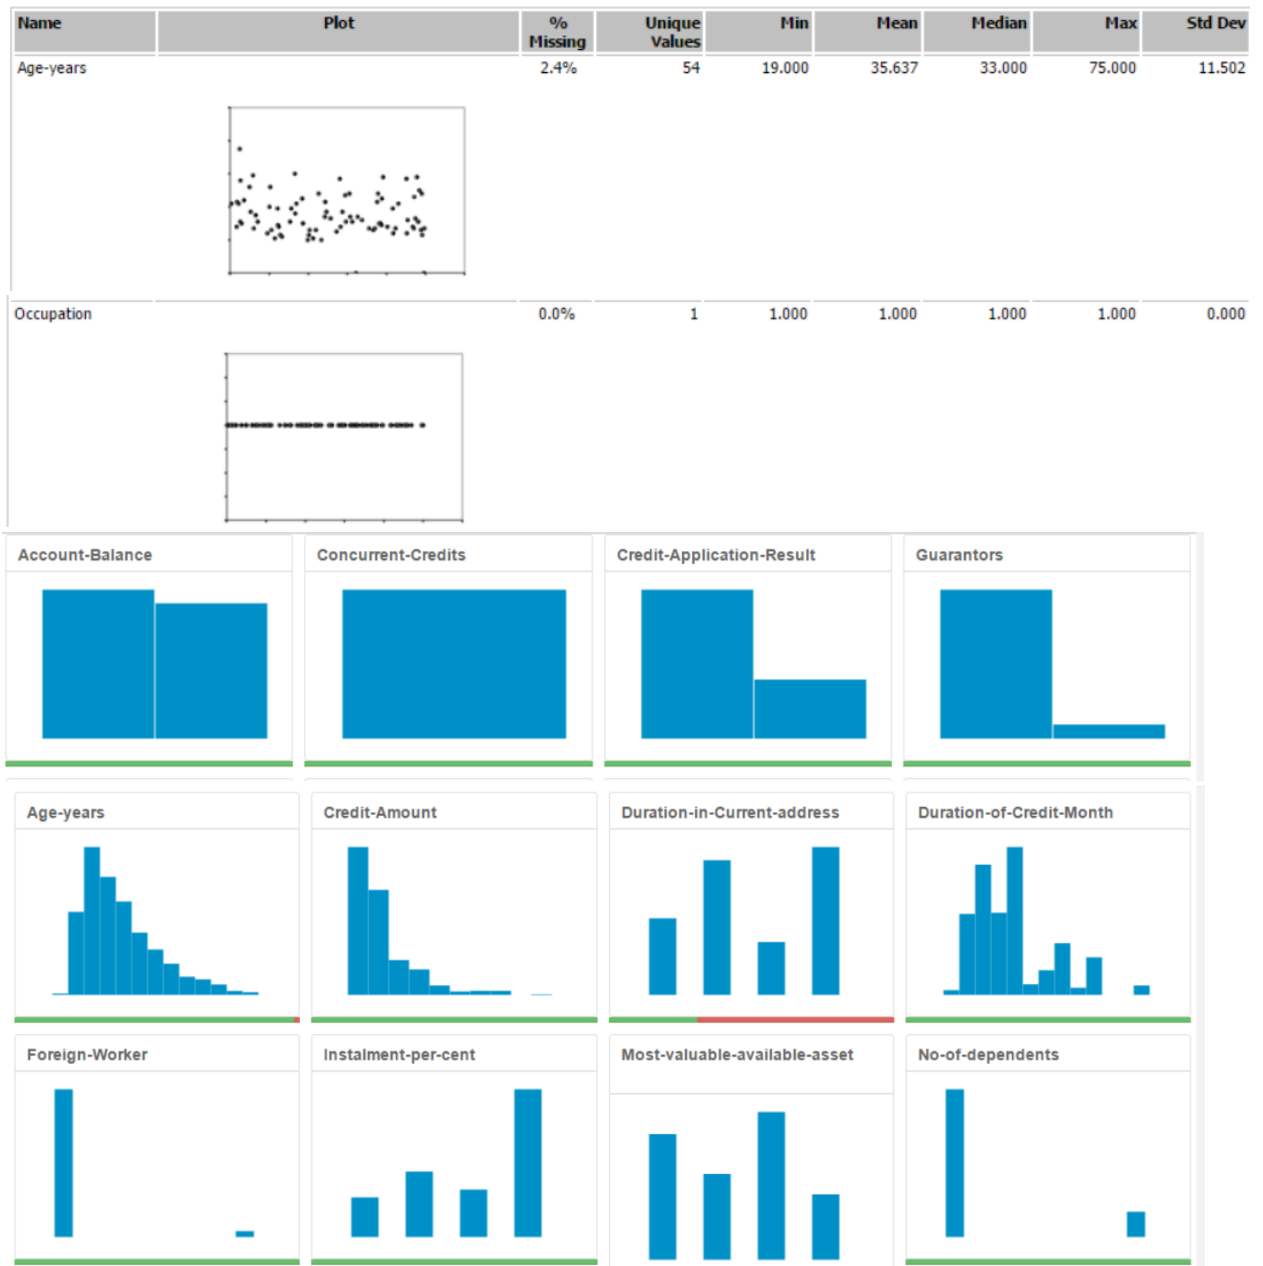 Name Plot % Missing Unique Values Min Mean Median Max Std Dev
Age-years 2.4% 54 19.000 35.637 33.000 75.000 11.502
Occupation 0.0% 1 1.000 1.000 1.000 1.000 0.000
Account-Balance Concurrent-Credits Credit-Application-Result Guarantors
Age-years Credit-Amount Duration-in-Current-address Duration-of-Credit-Month
Foreign-Worker Instalment-per-cent Most-valuable-available-asset No-of-dependents